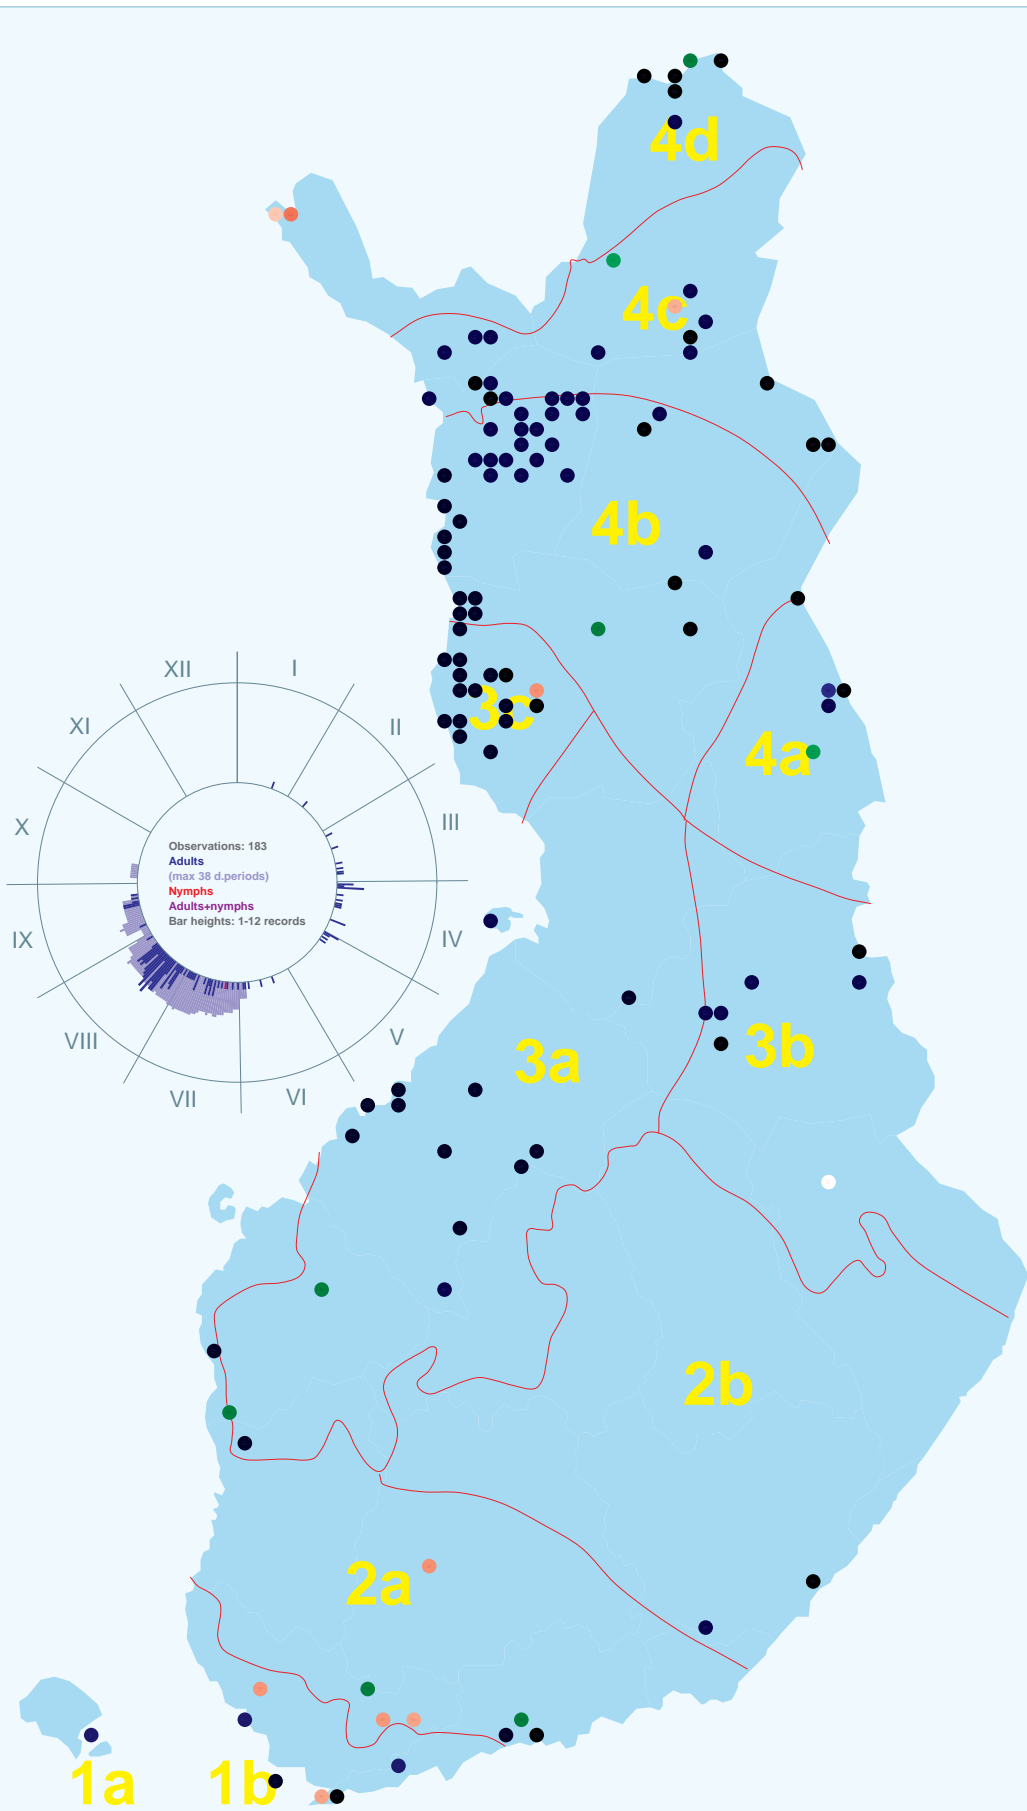 4d
4c
4b
3c
4a
XII
I
XI
II
X
III
Observations: 183
Adults
(max 38 d.periods)
Nymphs
Adults+nymphs
Bar heights: 1-12 records
IX
IV
VIII
V
VII
VI
3a
3b
2b
2a
1a
1b